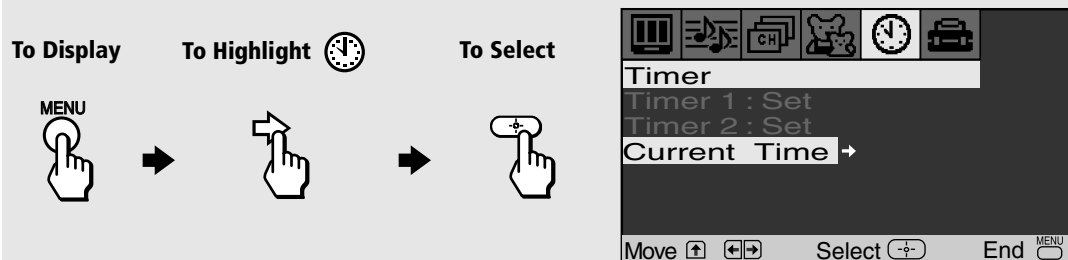 To Display To Highlight To Select
MENU
CH
Timer
Timer 1 : Set
Timer 2 : Set
Current Time
Move Select End MENU